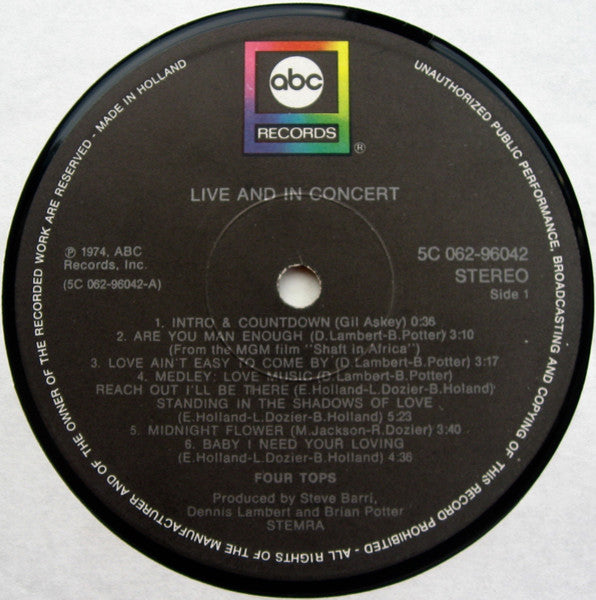 abc
RECORDS
®
LIVE AND IN CONCERT
℗ 1974, ABC
Records, Inc.
(5C 062-96042-A)
5C 062-96042
STEREO
Side 1
1. INTRO & COUNTDOWN (Gil Askey) 0:36
2. ARE YOU MAN ENOUGH (D.Lambert-B.Potter) 3:10
(From the MGM film "Shaft in Africa")
3. LOVE AIN'T EASY TO COME BY (D.Lambert-B.Potter) 3:17
4. MEDLEY: LOVE MUSIC (D.Lambert-B.Potter)
REACH OUT I'LL BE THERE (E.Holland-L.Dozier-B.Holand)
STANDING IN THE SHADOWS OF LOVE
(E.Holland-L.Dozier-B.Holland) 5:23
5. MIDNIGHT FLOWER (M.Jackson-R.Dozier) 3:40
6. BABY I NEED YOUR LOVING
(E.Holland-L.Dozier-B.Holland) 4:36
FOUR TOPS
Produced by Steve Barri,
Dennis Lambert and Brian Potter
STEMRA
UNAUTHORIZED PUBLIC PERFORMANCE, BROADCASTING AND COPYING OF THIS RECORD PROHIBITED - ALL RIGHTS OF THE MANUFACTURER AND OF THE OWNER OF THE RECORDED WORK ARE RESERVED - MADE IN HOLLAND